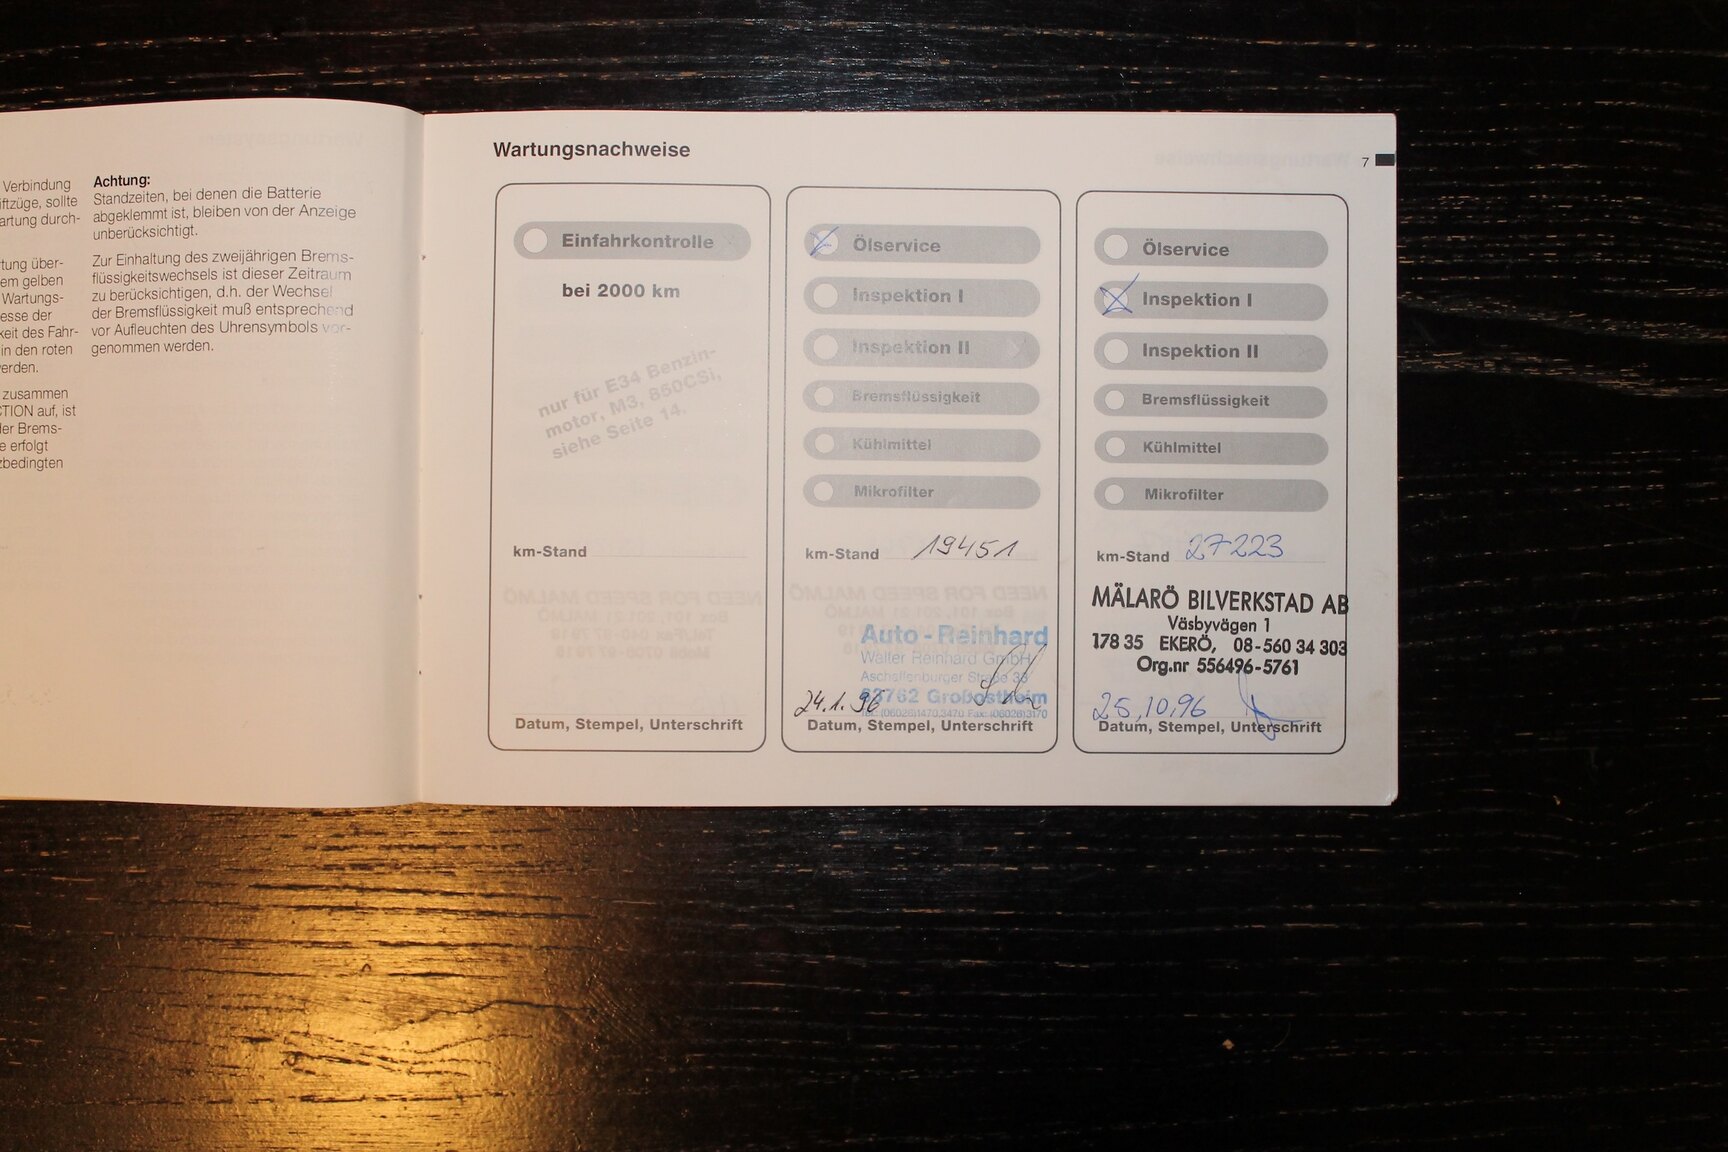 Verbindung
iftzüge, sollte
artung durch-
tung über-
em gelben
Wartungs-
esse der
keit des Fahr-
in den roten
erden.
zusammen
CTION auf, ist
der Brems-
e erfolgt
zbedingten
Achtung:
Standzeiten, bei denen die Batterie
abgeklemmt ist, bleiben von der Anzeige
unberücksichtigt.
Zur Einhaltung des zweijährigen Brems-
flüssigkeitswechsels ist dieser Zeitraum
zu berücksichtigen, d.h. der Wechsel
der Bremsflüssigkeit muß entsprechend
vor Aufleuchten des Uhrensymbols vor-
genommen werden.
Wartungsnachweise
7
Einfahrkontrolle
bei 2000 km
nur für E34 Benzin-
motor, M3, 850CSi,
siehe Seite 14.
km-Stand
Datum, Stempel, Unterschrift
Ölservice
Inspektion I
Inspektion II
Bremsflüssigkeit
Kühlmittel
Mikrofilter
km-Stand 19451
Auto - Reinhard
Walter Reinhard GmbH
Aschaffenburger Straße 33
63762 Großostheim
24.1.96
Datum, Stempel, Unterschrift
Ölservice
Inspektion I
Inspektion II
Bremsflüssigkeit
Kühlmittel
Mikrofilter
km-Stand 27223
MÄLARÖ BILVERKSTAD AB
Väsbyvägen 1
178 35 EKERÖ, 08-560 34 303
Org.nr 556496-5761
25,10,96
Datum, Stempel, Unterschrift